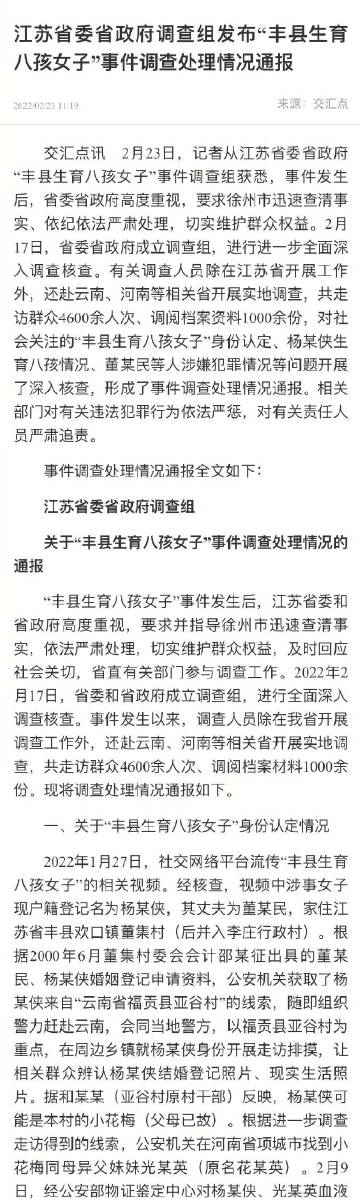 江苏省委省政府调查组发布“丰县生育
八孩女子”事件调查处理情况通报
2022/02/23 11:19
来源：交汇点
交汇点讯　2月23日，记者从江苏省委省政府
“丰县生育八孩女子”事件调查组获悉，事件发生
后，省委省政府高度重视，要求徐州市迅速查清事
实、依纪依法严肃处理，切实维护群众权益。2月
17日，省委省政府成立调查组，进行进一步全面深
入调查核查。有关调查人员除在江苏省开展工作
外，还赴云南、河南等相关省开展实地调查，共走
访群众4600余人次、调阅档案资料1000余份，对社
会关注的“丰县生育八孩女子”身份认定、杨某侠生
育八孩情况、董某民等人涉嫌犯罪情况等问题开展
了深入核查，形成了事件调查处理情况通报。相关
部门对有关违法犯罪行为依法严惩，对有关责任人
员严肃追责。
事件调查处理情况通报全文如下：
江苏省委省政府调查组
关于“丰县生育八孩女子”事件调查处理情况的
通报
“丰县生育八孩女子”事件发生后，江苏省委和
省政府高度重视，要求并指导徐州市迅速查清事
实，依法严肃处理，切实维护群众权益，及时回应
社会关切，省直有关部门参与调查工作。2022年2
月17日，省委和省政府成立调查组，进行全面深入
调查核查。事件发生以来，调查人员除在我省开展
调查工作外，还赴云南、河南等相关省开展实地调
查，共走访群众4600余人次、调阅档案材料1000余
份。现将调查处理情况通报如下。
一、关于“丰县生育八孩女子”身份认定情况
2022年1月27日，社交网络平台流传“丰县生育
八孩女子”的相关视频。经核查，视频中涉事女子
现户籍登记名为杨某侠，其丈夫为董某民，家住江
苏省丰县欢口镇董集村（后并入李庄行政村）。根
据2000年6月董集村委会会计邵某征出具的董某
民、杨某侠婚姻登记申请资料，公安机关获取了杨
某侠来自“云南省福贡县亚谷村”的线索，随即组织
警力赶赴云南，会同当地警方，以福贡县亚谷村为
重点，在周边乡镇就杨某侠身份开展走访排摸，让
相关群众辨认杨某侠结婚登记照片、现实生活照
片。据和某某（亚谷村原村干部）反映，杨某侠可
能是本村的小花梅（父母已故）。根据进一步调查
走访得到的线索，公安机关在河南省项城市找到小
花梅同母异父妹妹光某英（原名花某英）。2月9
日，经公安部物证鉴定中心对杨某侠、光某英血液